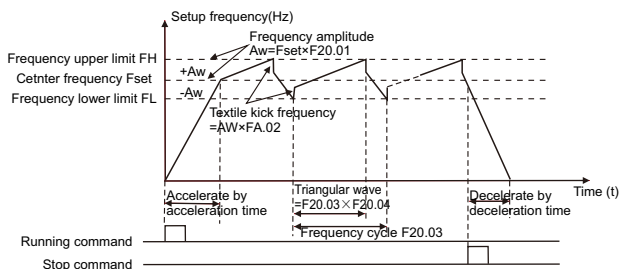 Setup frequency(Hz)
Frequency amplitude
Aw=Fset×F20.01
Frequency upper limit FH
+Aw
Cetnter frequency Fset
-Aw
Frequency lower limit FL
Textile kick frequency
=AW×FA.02
Time (t)
Accelerate by
acceleration time
Triangular wave
=F20.03×F20.04
Decelerate by
deceleration time
Frequency cycle F20.03
Running command
Stop command